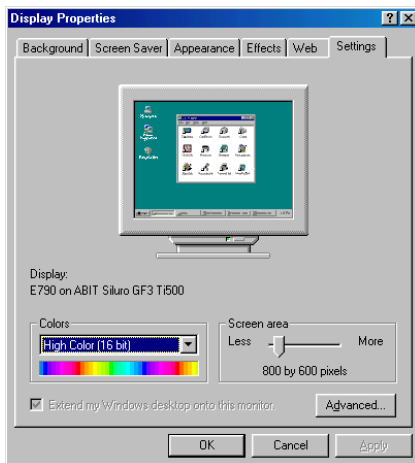 Display Properties
Background Screen Saver Appearance Effects Web Settings
Display:
E790 on ABIT Siluro GF3 Ti500
Colors
High Color (16 bit)
Screen area
Less More
800 by 600 pixels
Extend my Windows desktop onto this monitor.
Advanced...
OK Cancel Apply